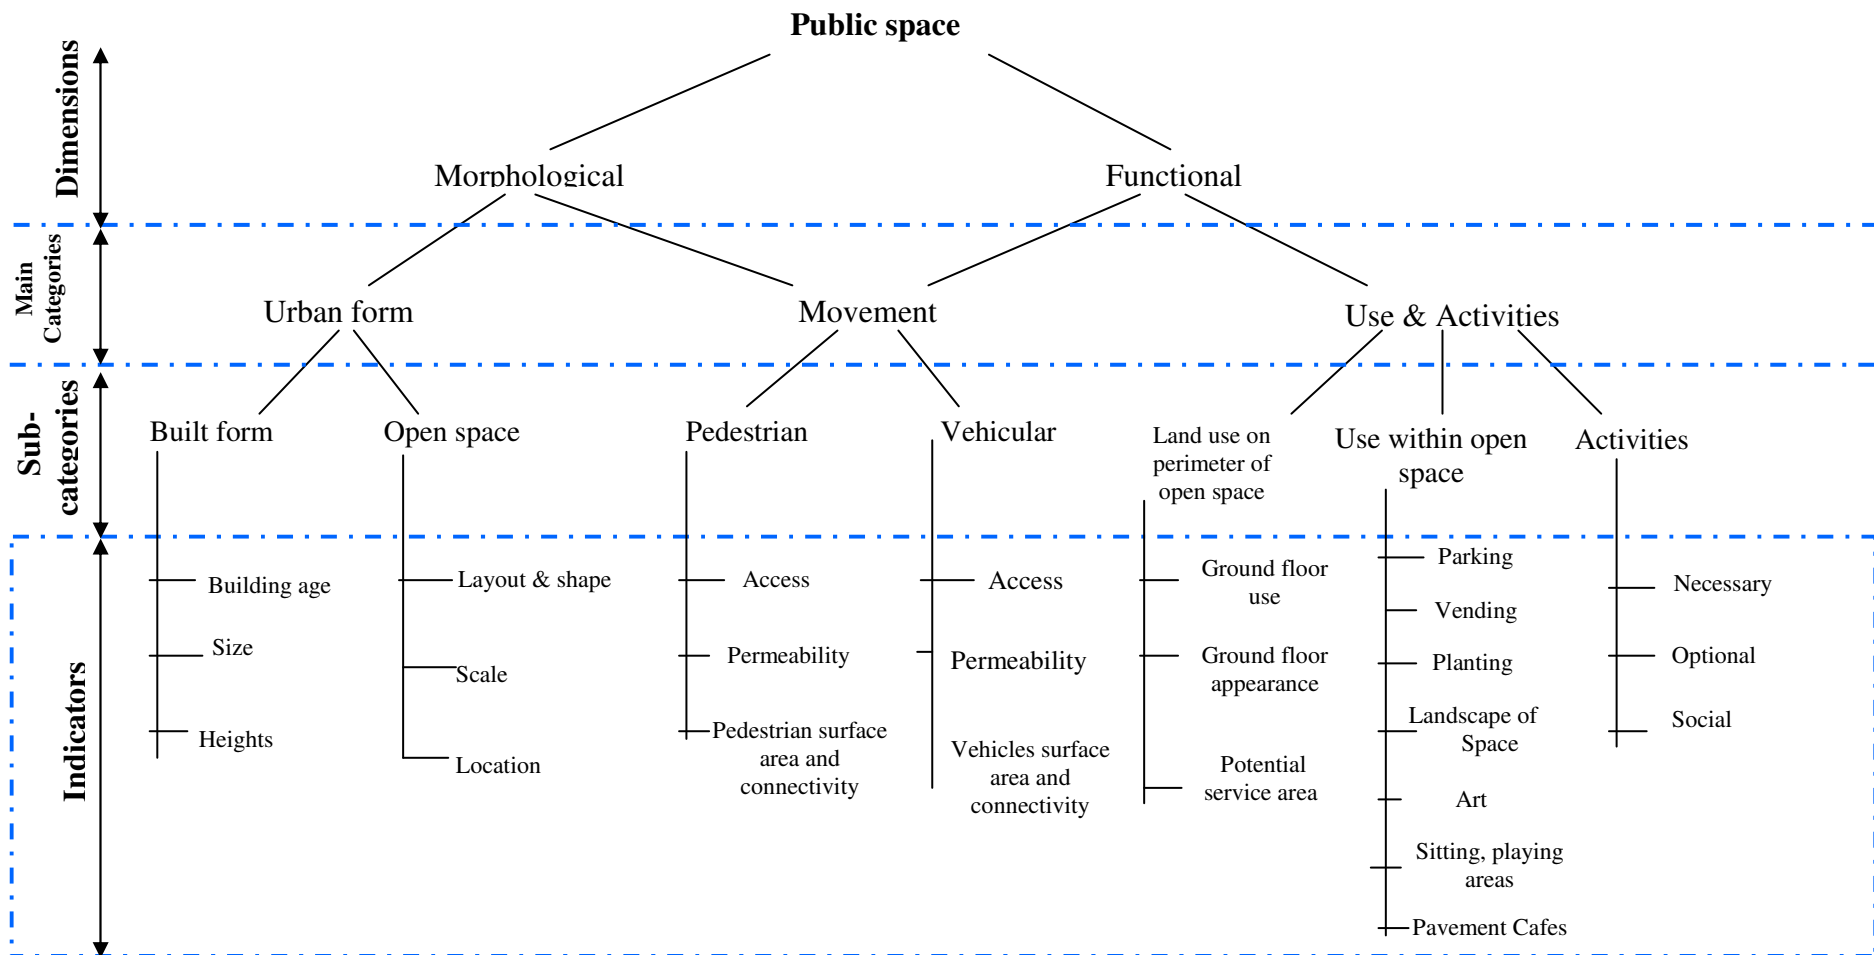 Public space
Dimensions
Morphological
Functional
Main
Categories
Urban form
Movement
Use & Activities
Sub-
categories
Built form
Open space
Pedestrian
Vehicular
Land use on
perimeter of
open space
Use within open
space
Activities
Indicators
Building age
Size
Heights
Layout & shape
Scale
Location
Access
Permeability
Pedestrian surface
area and
connectivity
Access
Permeability
Vehicles surface
area and
connectivity
Ground floor
use
Ground floor
appearance
Potential
service area
Parking
Vending
Planting
Landscape of
Space
Art
Sitting, playing
areas
Pavement Cafes
Necessary
Optional
Social